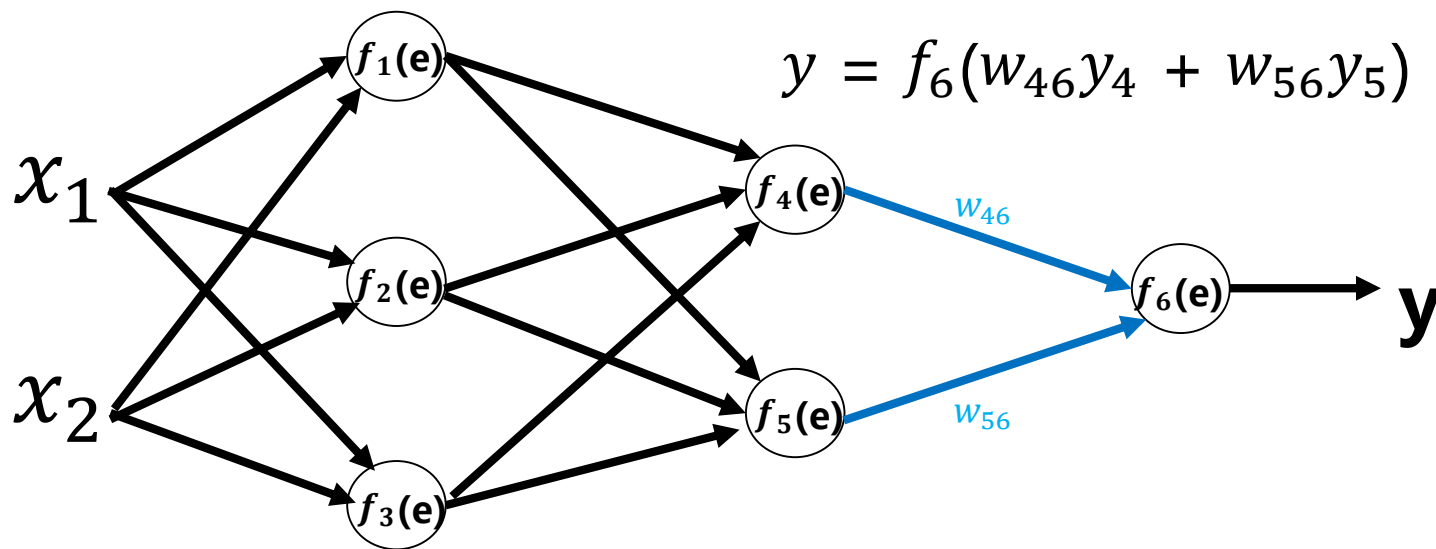 f₁(e)
y = f₆(w₄₆y₄ + w₅₆y₅)
x₁
f₄(e)
w₄₆
f₂(e)
f₆(e)
y
x₂
f₅(e)
w₅₆
f₃(e)